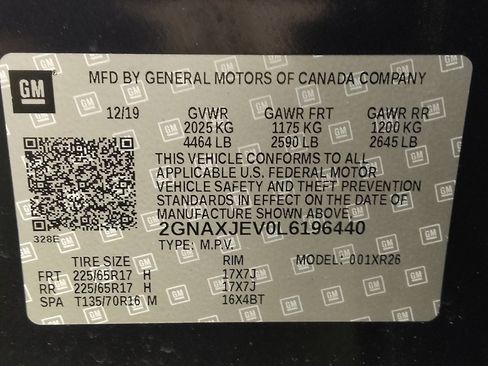 GM
MFD BY GENERAL MOTORS OF CANADA COMPANY
12/19 GVWR GAWR FRT GAWR RR
2025 KG 1175 KG 1200 KG
4464 LB 2590 LB 2645 LB
THIS VEHICLE CONFORMS TO ALL
APPLICABLE U.S. FEDERAL MOTOR
VEHICLE SAFETY AND THEFT PREVENTION
STANDARDS IN EFFECT ON THE DATE OF
MANUFACTURE SHOWN ABOVE.
328E 2GNAXJEV0L6196440
TYPE: M.P.V.
TIRE SIZE RIM MODEL: 001XR26
FRT 225/65R17 H 17X7J
RR 225/65R17 H 17X7J
SPA T135/70R16 M 16X4BT